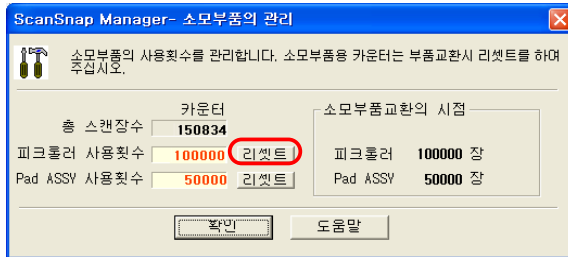 ScanSnap Manager- 소모부품의 관리
소모부품의 사용횟수를 관리합니다. 소모부품용 카운터는 부품교환시 리셋트를 하여
주십시오.
카운터
총 스캔장수 150834
피크롤러 사용횟수 100000 리셋트
Pad ASSY 사용횟수 50000 리셋트
소모부품교환의 시점
피크롤러 100000 장
Pad ASSY 50000 장
확인 도움말